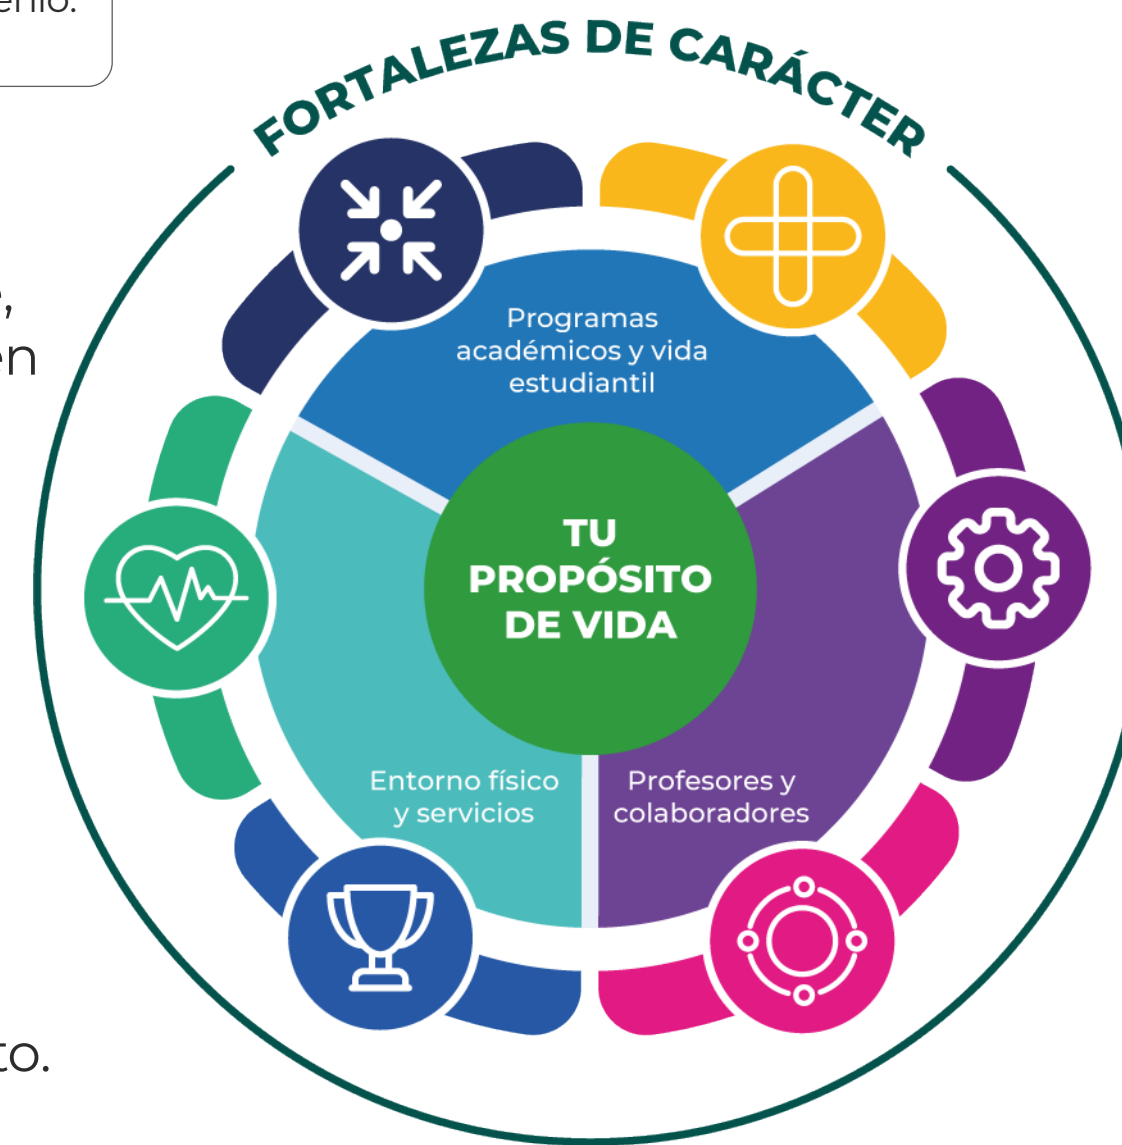 FORTALEZAS DE CARÁCTER
Programas
académicos y vida
estudiantil
TU
PROPÓSITO
DE VIDA
Entorno físico
y servicios
Profesores y
colaboradores